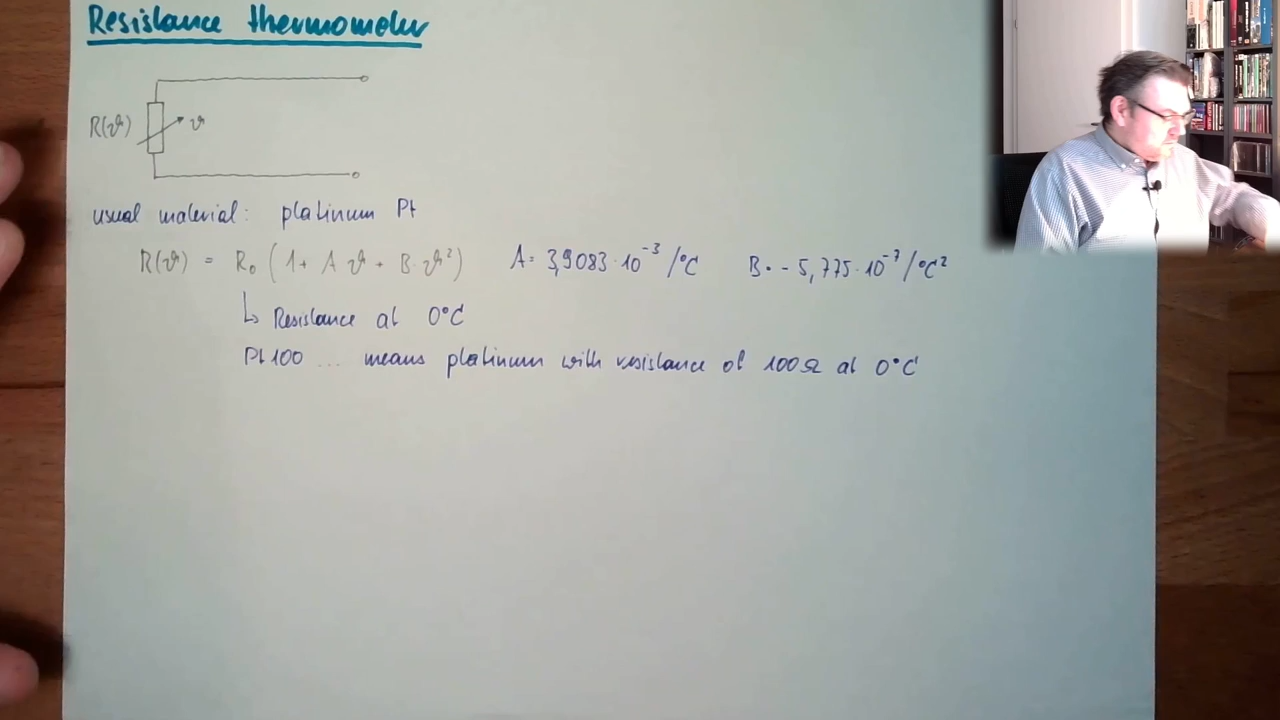 Resistance thermometer
R(ϑ) ϑ
usual material: platinum Pt
R(ϑ) = R₀ (1 + A ϑ + B·ϑ²) A = 3,9083·10⁻³ /°C B = -5,775·10⁻⁷ /°C²
↳ Resistance at 0°C
Pt100 ... means platinum with resistance of 100Ω at 0°C